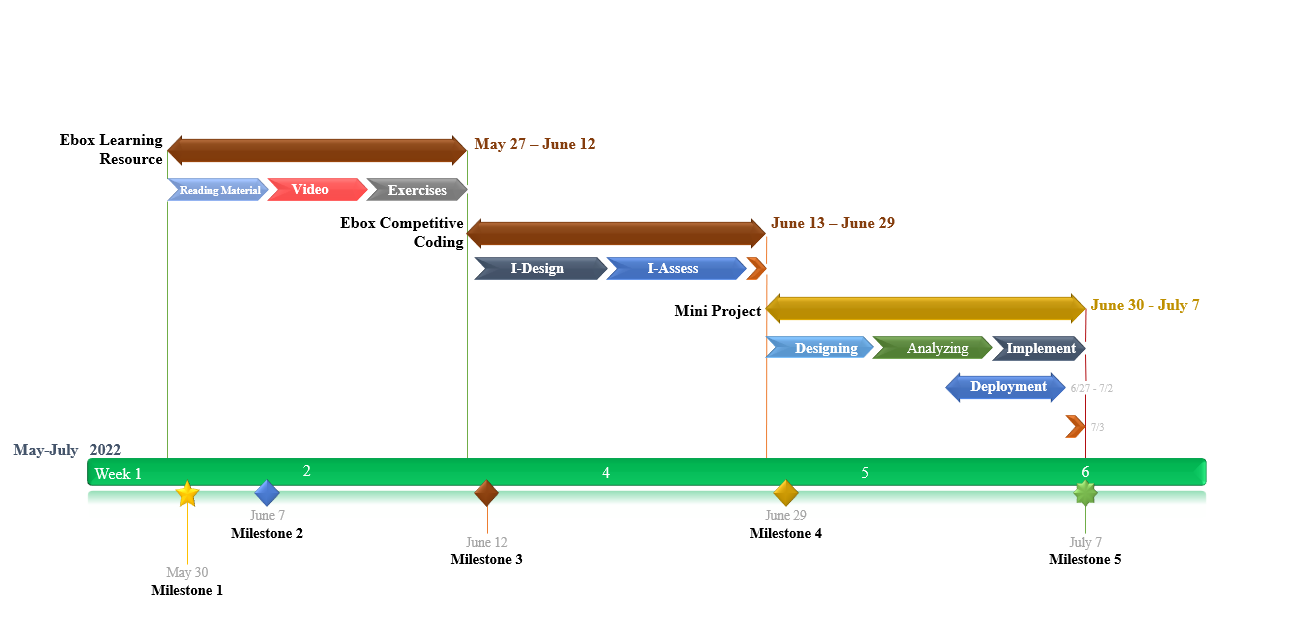 Ebox Learning
Resource
May 27 – June 12
Reading Material
Video
Exercises
Ebox Competitive
Coding
June 13 – June 29
I-Design
I-Assess
Mini Project
June 30 - July 7
Designing
Analyzing
Implement
Deployment
6/27 - 7/2
7/3
May-July 2022
Week 1
2
4
5
6
June 7
Milestone 2
June 29
Milestone 4
June 12
Milestone 3
July 7
Milestone 5
May 30
Milestone 1